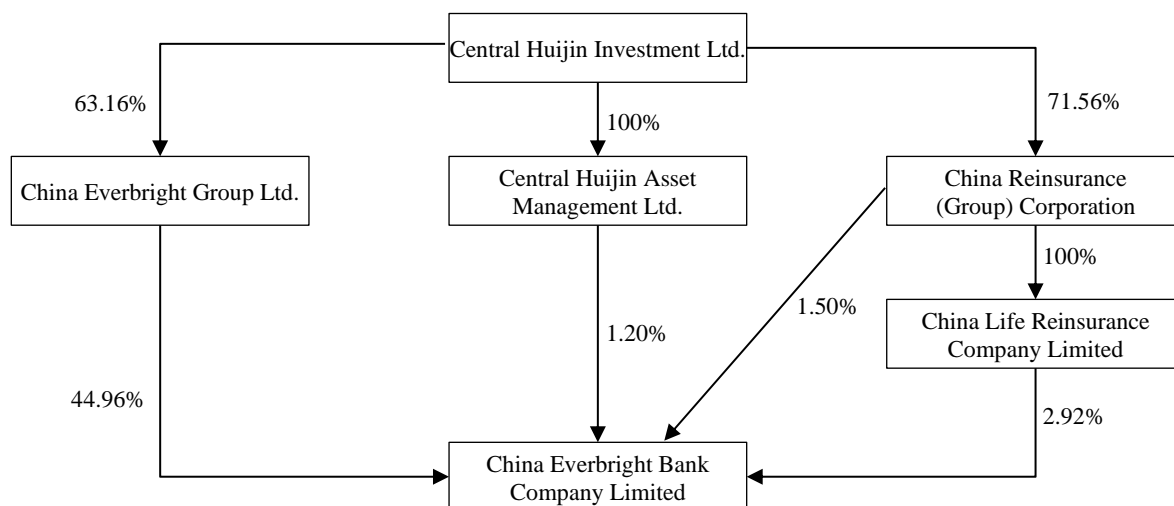 Central Huijin Investment Ltd.
63.16%
100%
71.56%
China Everbright Group Ltd.
Central Huijin Asset
Management Ltd.
China Reinsurance
(Group) Corporation
100%
1.50%
China Life Reinsurance
Company Limited
1.20%
44.96%
2.92%
China Everbright Bank
Company Limited